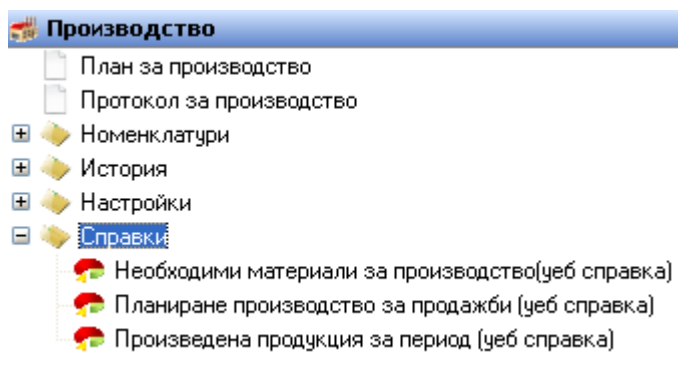 Производство
План за производство
Протокол за производство
Номенклатури
История
Настройки
Справки
Необходими материали за производство(уеб справка)
Планиране производство за продажби (уеб справка)
Произведена продукция за период (уеб справка)